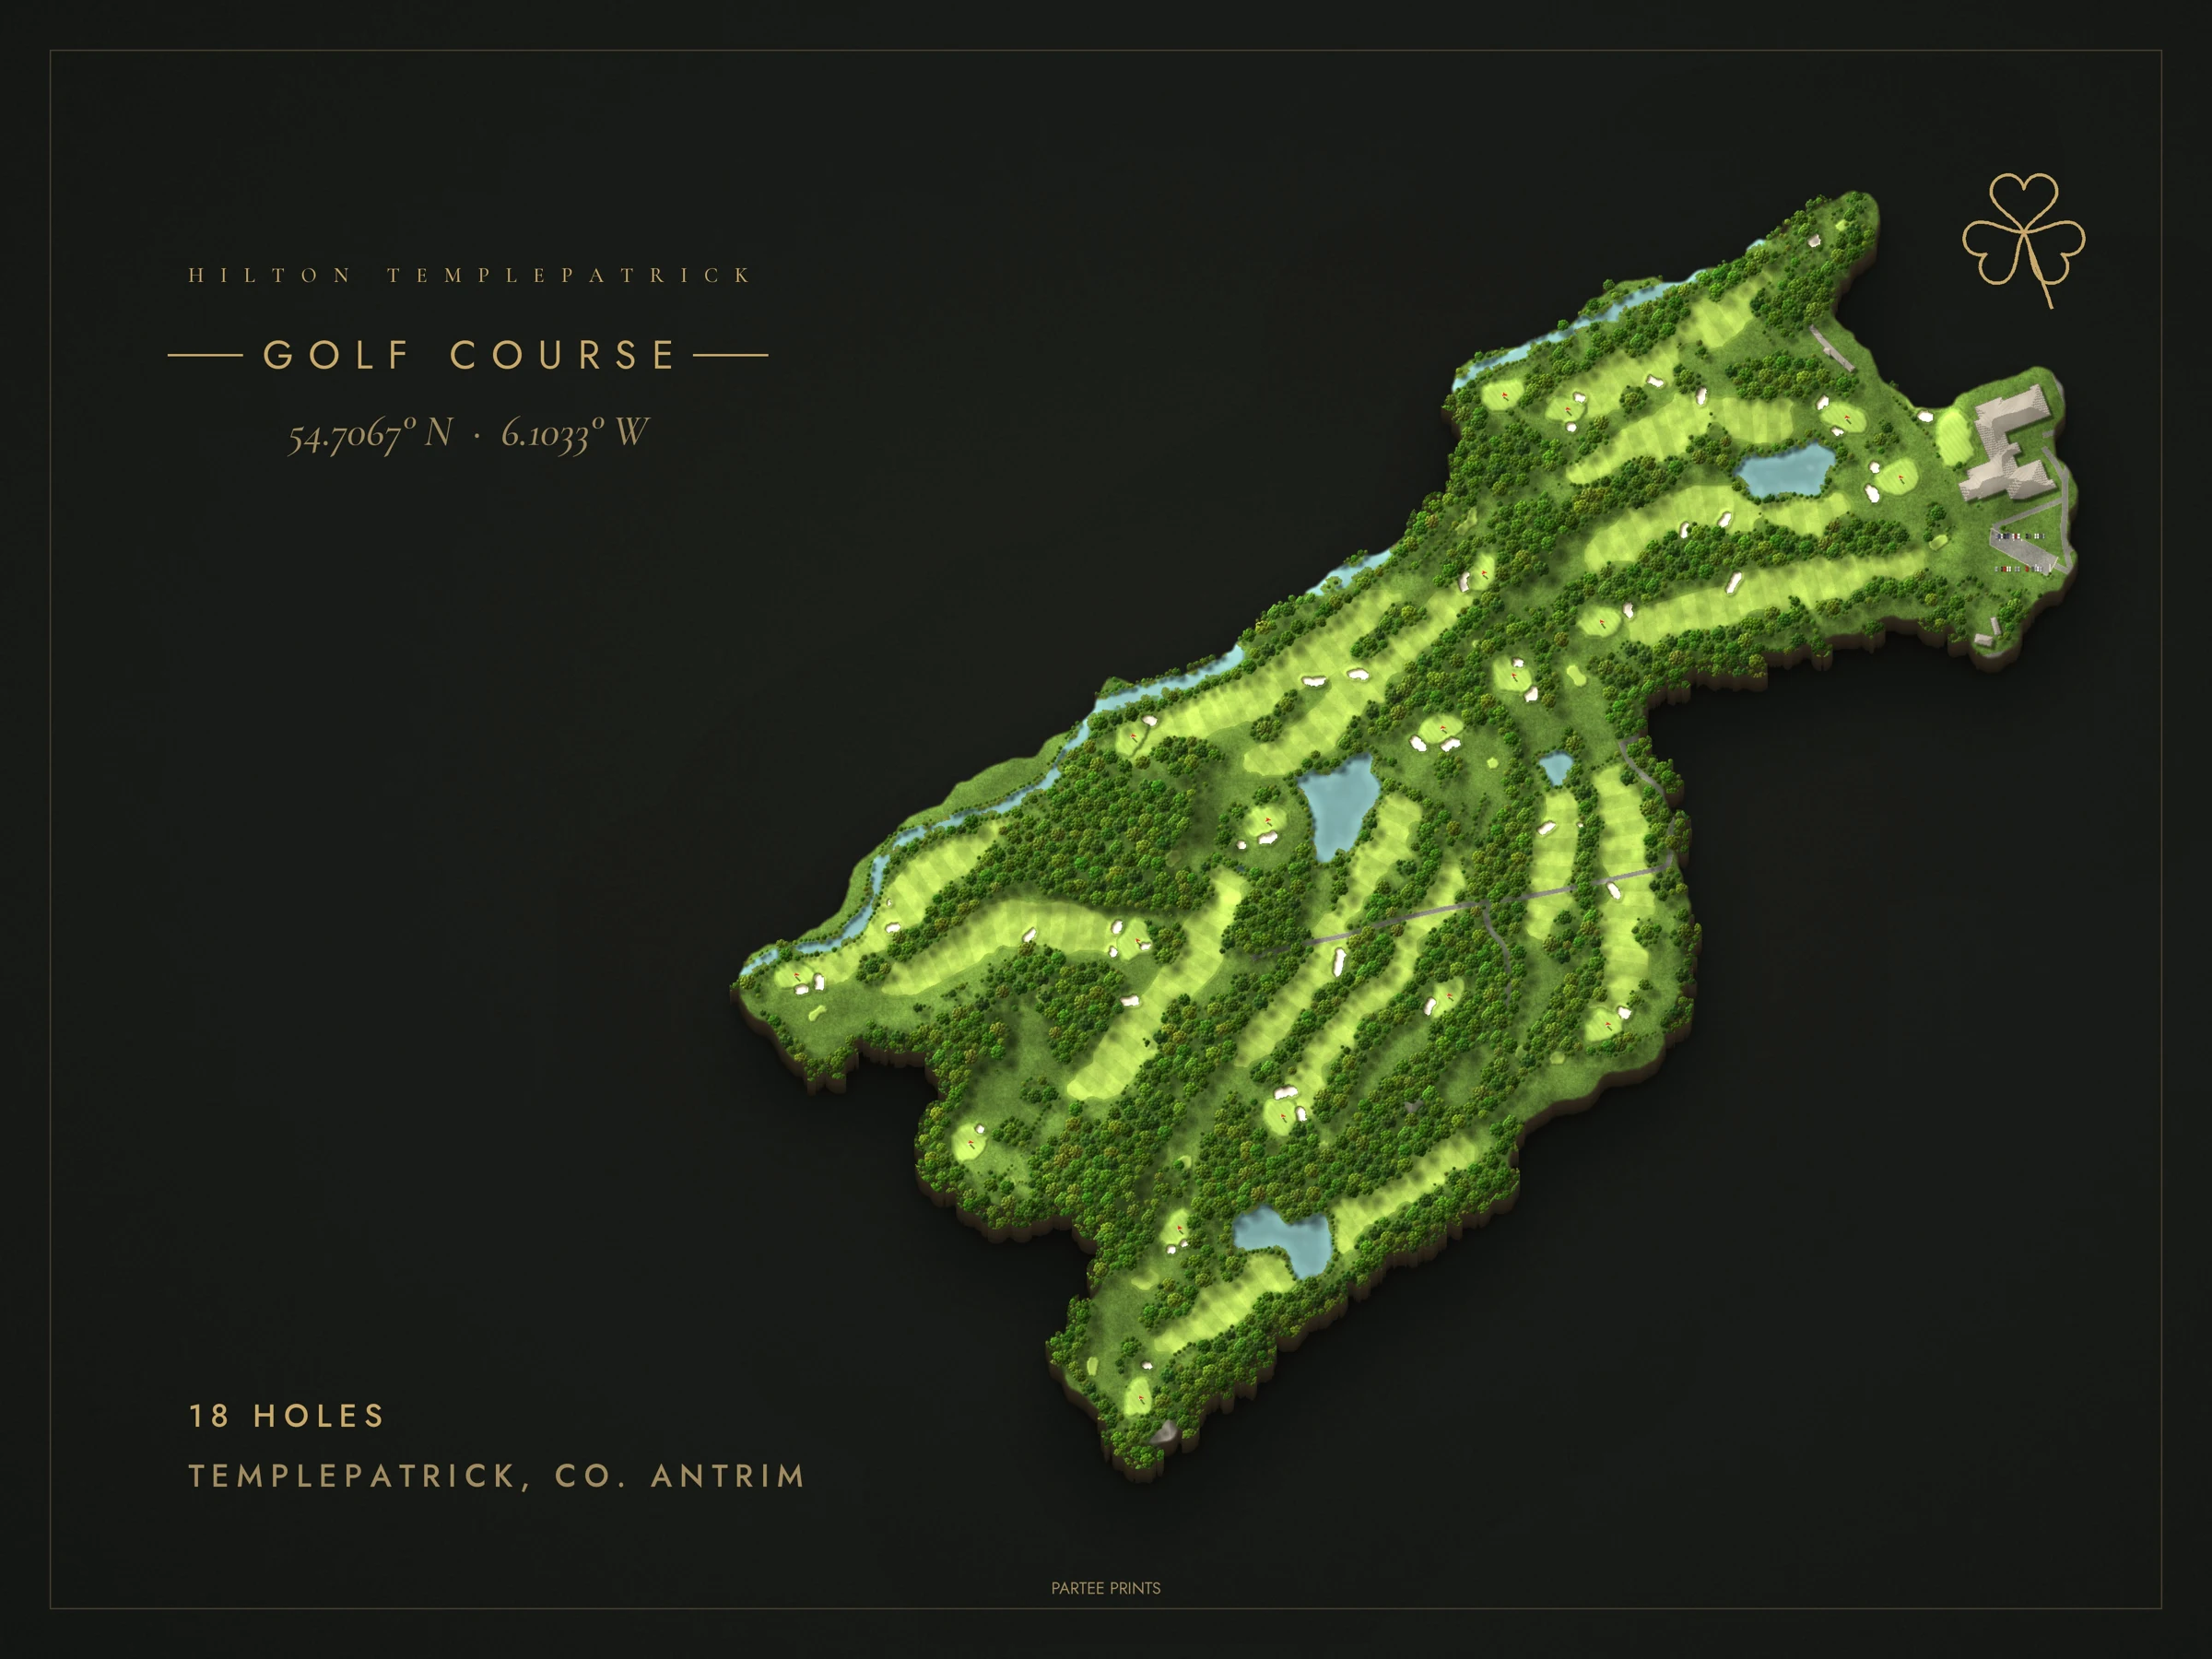 HILTON TEMPLEPATRICK
GOLF COURSE
54.7067° N · 6.1033° W
18 HOLES
TEMPLEPATRICK, CO. ANTRIM
PARTEE PRINTS